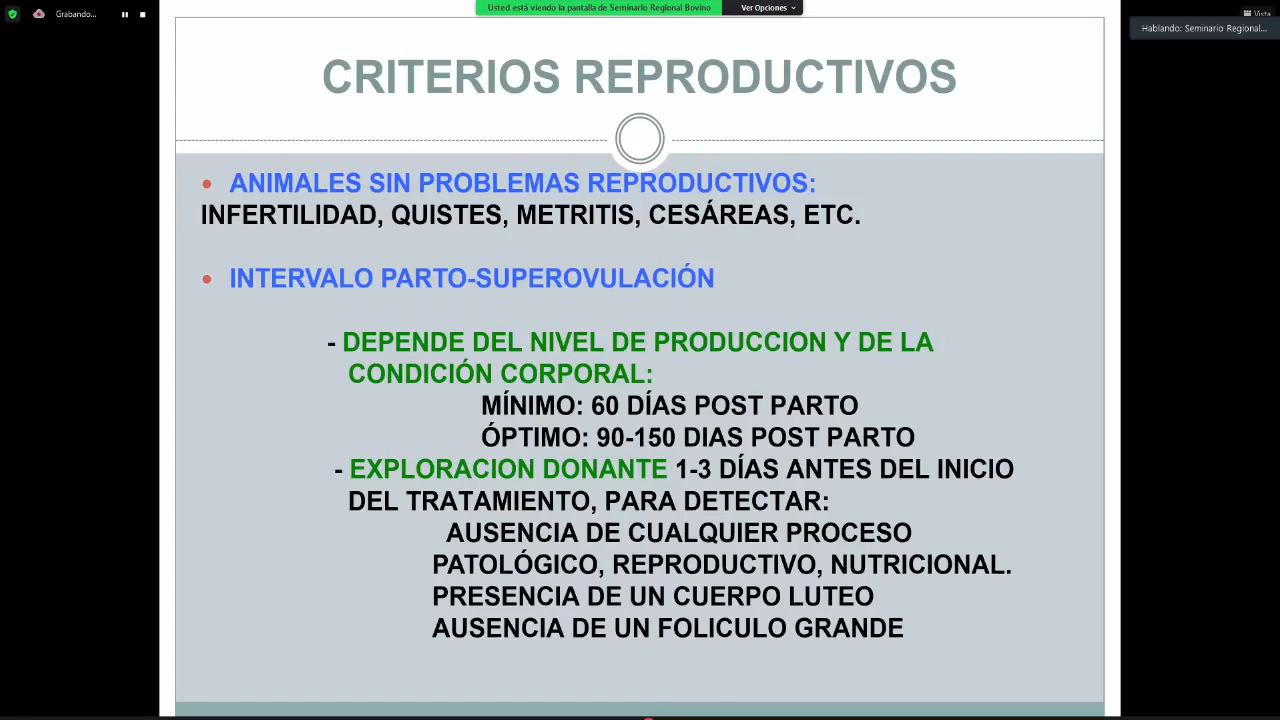 Grabando...
Usted está viendo la pantalla de Seminario Regional Bovino
Ver Opciones
Vista
Hablando: Seminario Regional...
CRITERIOS REPRODUCTIVOS
• ANIMALES SIN PROBLEMAS REPRODUCTIVOS:
INFERTILIDAD, QUISTES, METRITIS, CESÁREAS, ETC.
• INTERVALO PARTO-SUPEROVULACIÓN
- DEPENDE DEL NIVEL DE PRODUCCION Y DE LA
CONDICIÓN CORPORAL:
MÍNIMO: 60 DÍAS POST PARTO
ÓPTIMO: 90-150 DIAS POST PARTO
- EXPLORACION DONANTE 1-3 DÍAS ANTES DEL INICIO
DEL TRATAMIENTO, PARA DETECTAR:
AUSENCIA DE CUALQUIER PROCESO
PATOLÓGICO, REPRODUCTIVO, NUTRICIONAL.
PRESENCIA DE UN CUERPO LUTEO
AUSENCIA DE UN FOLICULO GRANDE